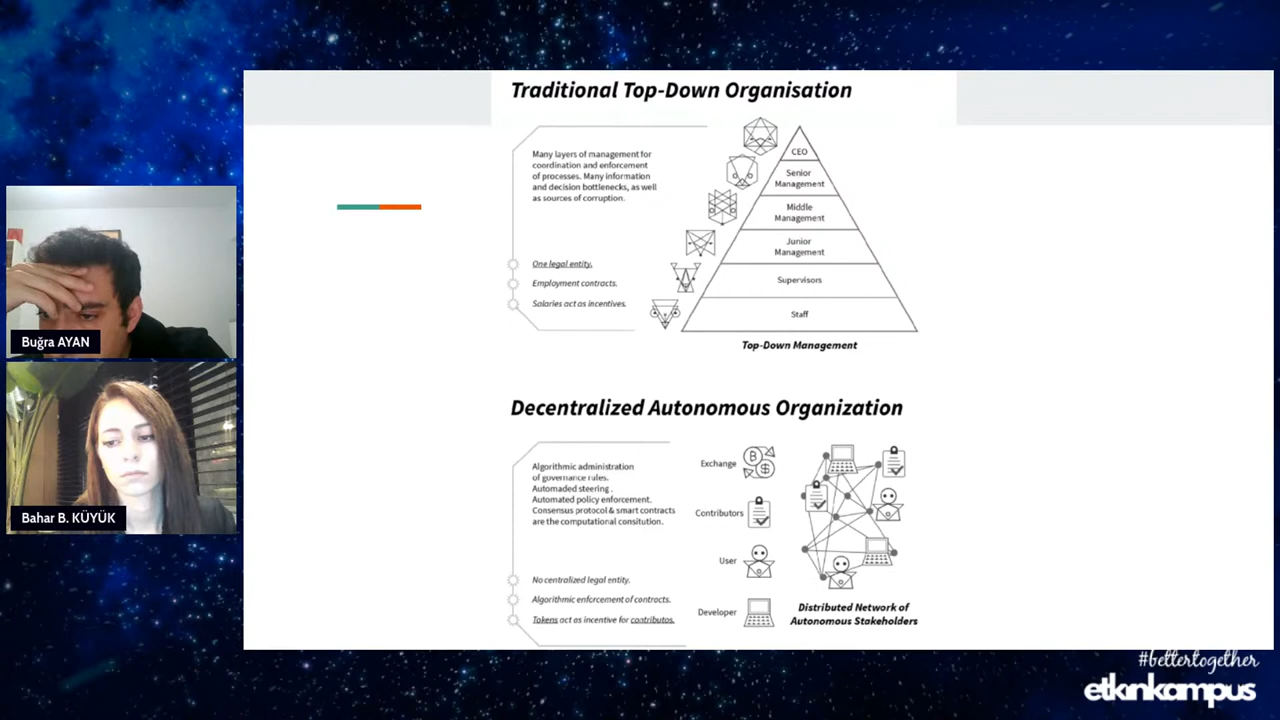 Traditional Top-Down Organisation
Many layers of management for
coordination and enforcement
of processes. Many information
and decision bottlenecks, as well
as sources of corruption.
One legal entity.
Employment contracts.
Salaries act as incentives.
CEO
Senior
Management
Middle
Management
Junior
Management
Supervisors
Staff
Top-Down Management
Buğra AYAN
Bahar B. KÜYÜK
Decentralized Autonomous Organization
Algorithmic administration
of governance rules.
Automaded steering .
Automated policy enforcement.
Consensus protocol & smart contracts
are the computational consitution.
No centralized legal entity.
Algorithmic enforcement of contracts.
Tokens act as incentive for contributos.
Exchange
Contributors
User
Developer
Distributed Network of
Autonomous Stakeholders
#bettertogether
etkinkampus